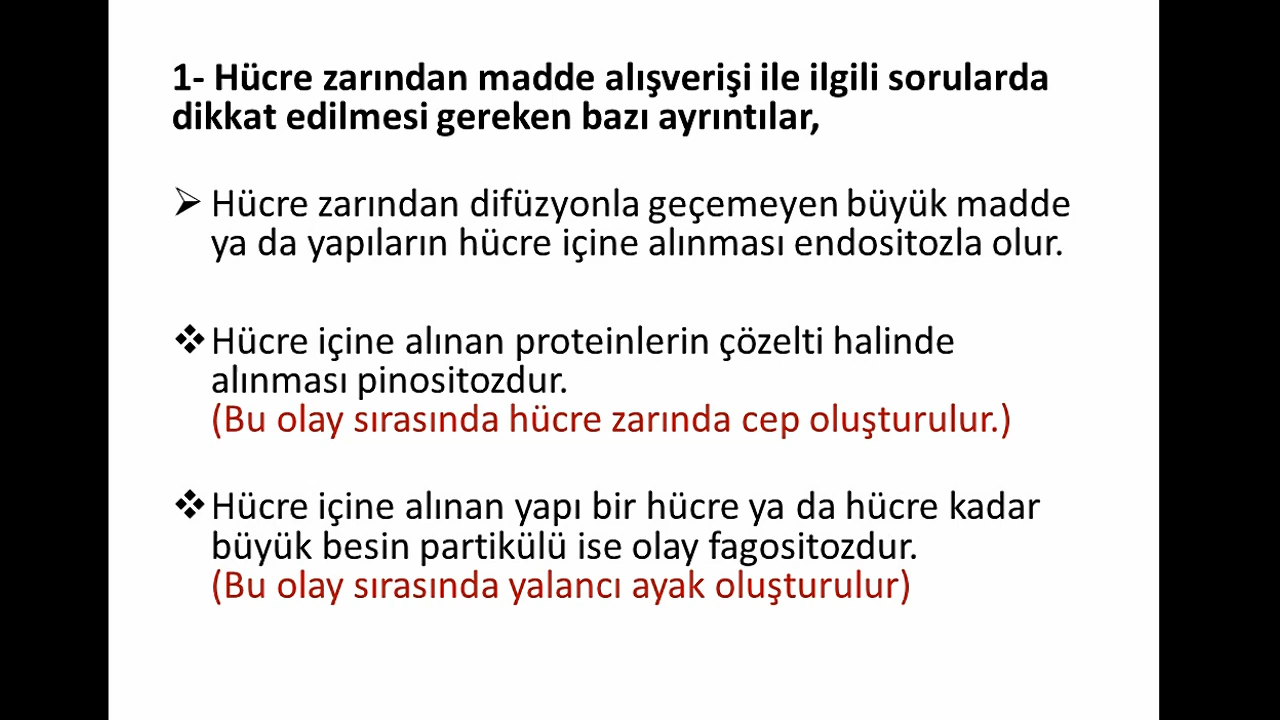 1- Hücre zarından madde alışverişi ile ilgili sorularda
dikkat edilmesi gereken bazı ayrıntılar,
➢ Hücre zarından difüzyonla geçemeyen büyük madde
ya da yapıların hücre içine alınması endositozla olur.
❖ Hücre içine alınan proteinlerin çözelti halinde
alınması pinositozdur.
(Bu olay sırasında hücre zarında cep oluşturulur.)
❖ Hücre içine alınan yapı bir hücre ya da hücre kadar
büyük besin partikülü ise olay fagositozdur.
(Bu olay sırasında yalancı ayak oluşturulur)